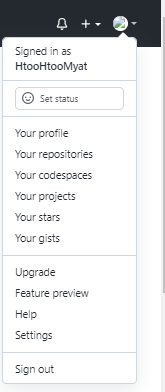 Signed in as
HtooHtooMyat
Set status
Your profile
Your repositories
Your codespaces
Your projects
Your stars
Your gists
Upgrade
Feature preview
Help
Settings
Sign out